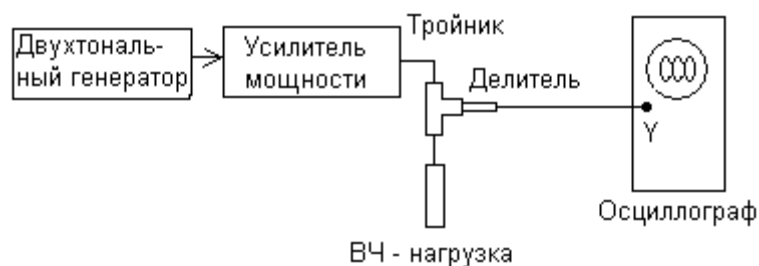 Двухтональ-
ный генератор
Усилитель
мощности
Тройник
Делитель
Y
Осциллограф
ВЧ - нагрузка